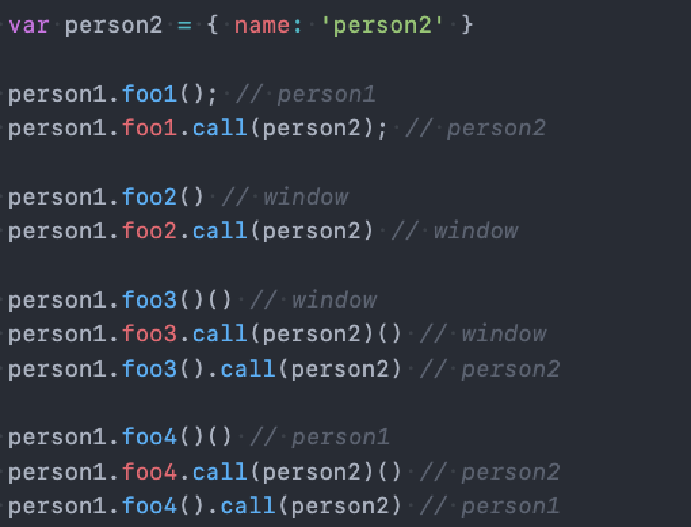 var person2 = { name: 'person2' }
person1.foo1(); // person1
person1.foo1.call(person2); // person2
person1.foo2() // window
person1.foo2.call(person2) // window
person1.foo3()() // window
person1.foo3.call(person2)() // window
person1.foo3().call(person2) // person2
person1.foo4()() // person1
person1.foo4.call(person2)() // person2
person1.foo4().call(person2) // person1